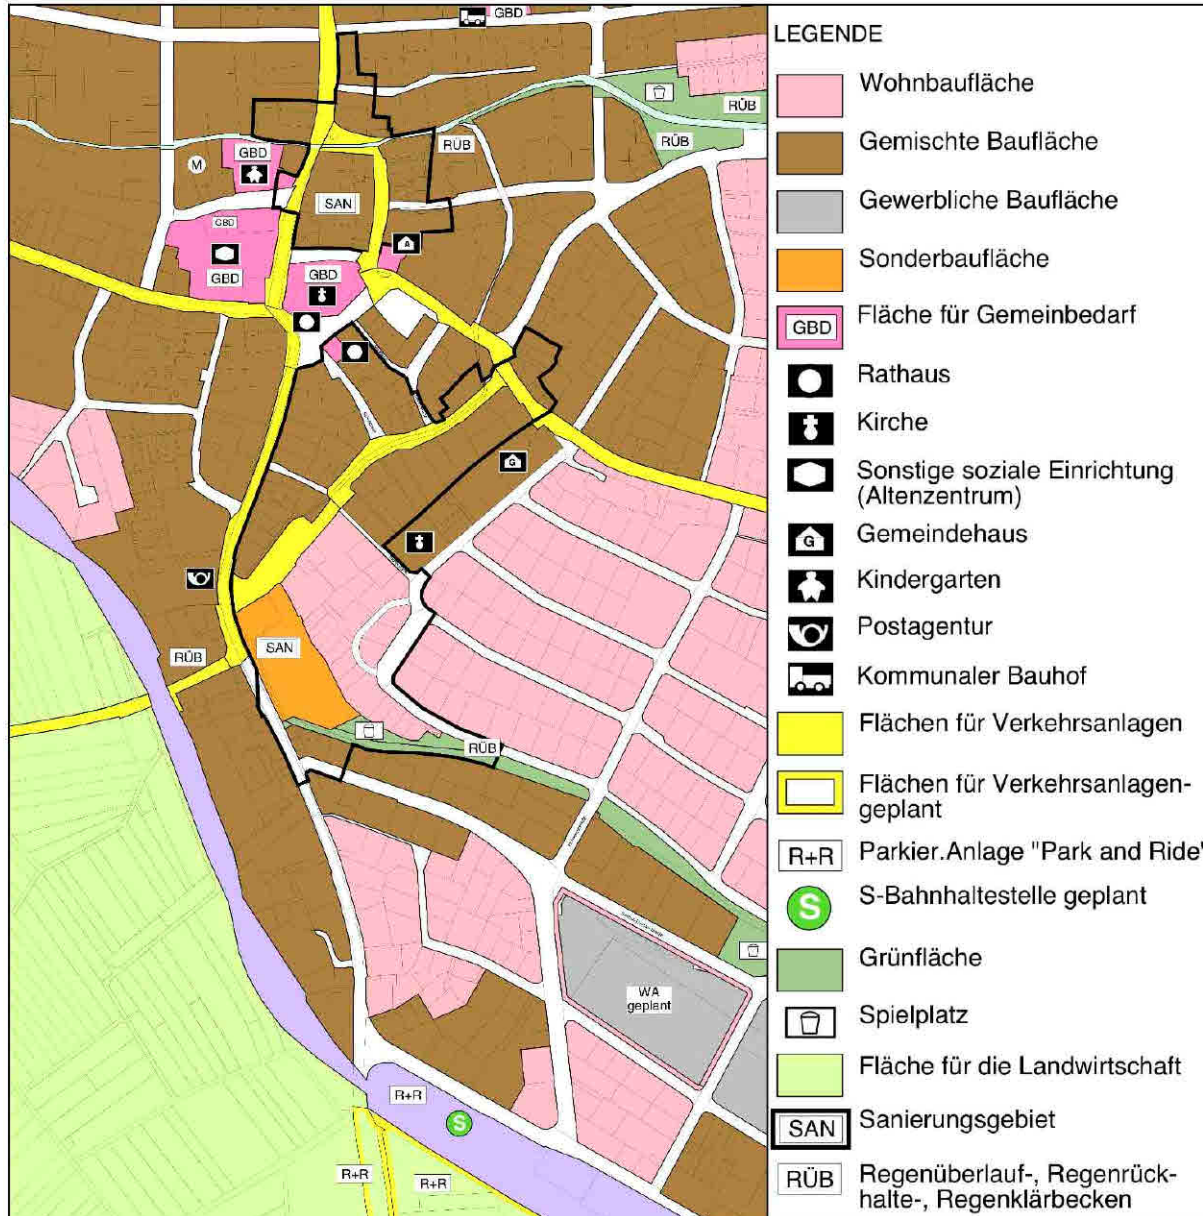 GBD
LEGENDE
Wohnbaufläche
RÜB
RÜB
Gemischte Baufläche
GBD
RÜB
M
SAN
Gewerbliche Baufläche
GBD
A
Sonderbaufläche
GBD
GBD
GBD
Fläche für Gemeinbedarf
Rathaus
Kirche
G
Sonstige soziale Einrichtung
(Altenzentrum)
G
Gemeindehaus
Kindergarten
Postagentur
SAN
RÜB
Kommunaler Bauhof
RÜB
Flächen für Verkehrsanlagen
Flächen für Verkehrsanlagen-
geplant
R+R
Parkier.Anlage "Park and Ride"
S
S-Bahnhaltestelle geplant
Grünfläche
WA
geplant
Spielplatz
Fläche für die Landwirtschaft
R+R
S
SAN
Sanierungsgebiet
R+R
R+R
RÜB
Regenüberlauf-, Regenrück-
halte-, Regenklärbecken